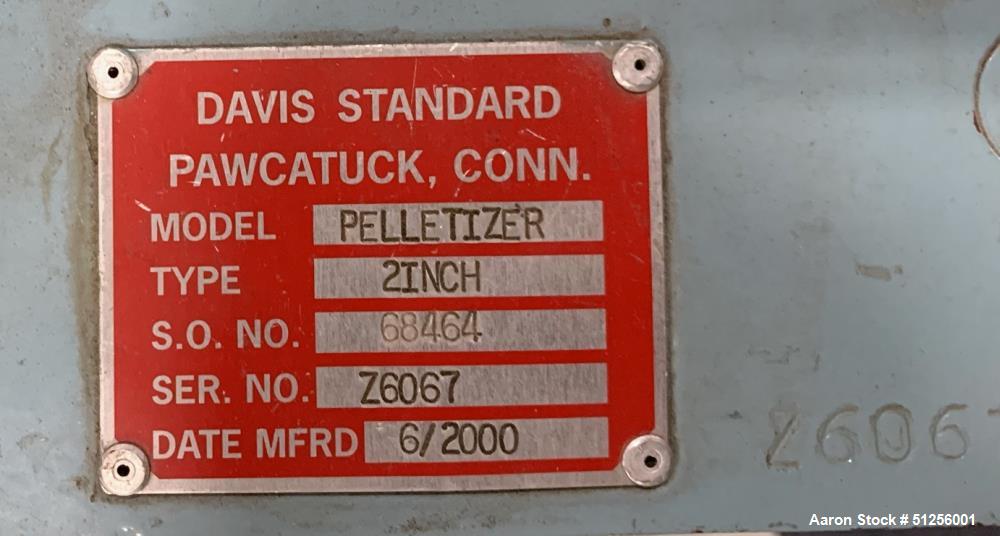 DAVIS STANDARD
PAWCATUCK, CONN.
MODEL PELLETIZER
TYPE 2INCH
S.O. NO. 68464
SER. NO. Z6067
DATE MFRD 6/2000
Z606
Aaron Stock # 51256001